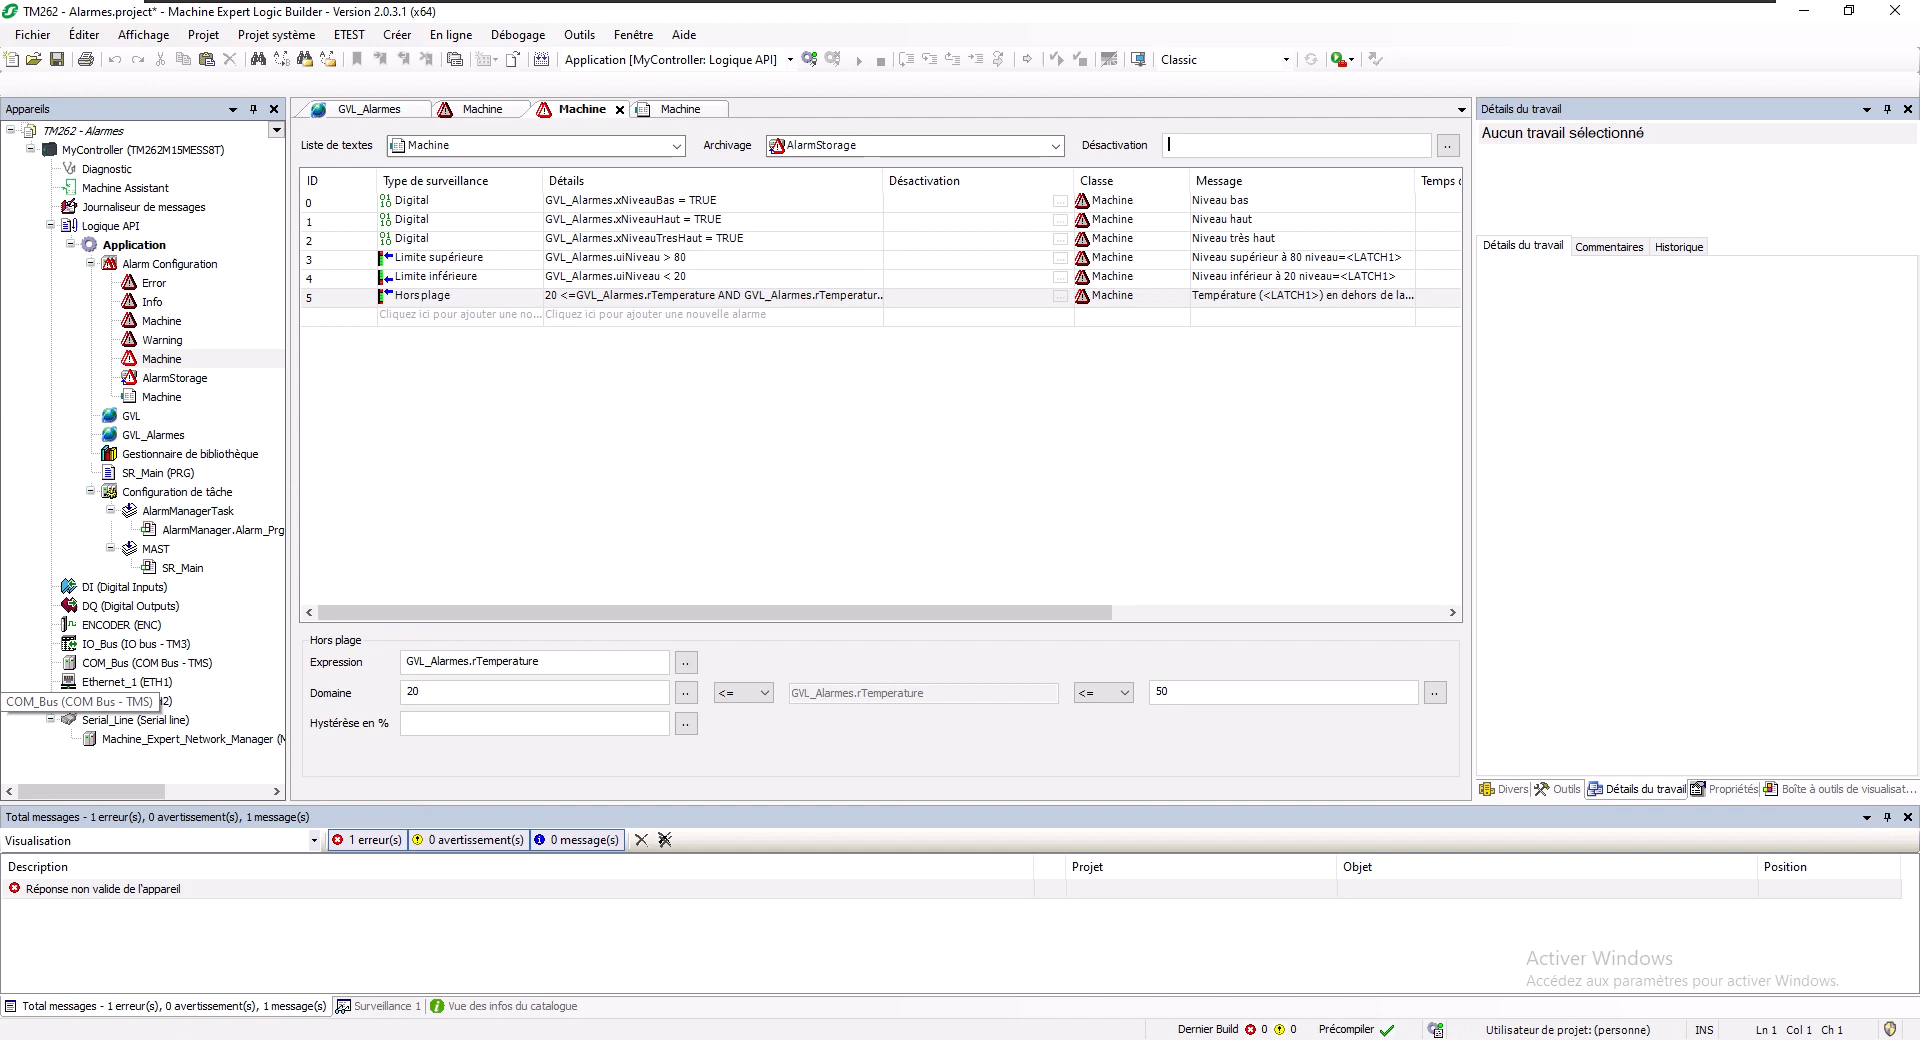 TM262 - Alarmes.project* - Machine Expert Logic Builder - Version 2.0.3.1 (x64)
Fichier Éditer Affichage Projet Projet système ETEST Créer En ligne Débogage Outils Fenêtre Aide
Application [MyController: Logique API] Classic
Appareils
TM262 - Alarmes
MyController (TM262M15MESS8T)
Diagnostic
Machine Assistant
Journaliseur de messages
Logique API
Application
Alarm Configuration
Error
Info
Machine
Warning
Machine
AlarmStorage
Machine
GVL
GVL_Alarmes
Gestionnaire de bibliothèque
SR_Main (PRG)
Configuration de tâche
AlarmManagerTask
AlarmManager.Alarm_Prg
MAST
SR_Main
DI (Digital Inputs)
DQ (Digital Outputs)
ENCODER (ENC)
IO_Bus (IO bus - TM3)
COM_Bus (COM Bus - TMS)
Ethernet_1 (ETH1)
COM_Bus (COM Bus - TMS) H2)
Serial_Line (Serial line)
Machine_Expert_Network_Manager (M
GVL_Alarmes Machine Machine Machine
Liste de textes Machine Archivage AlarmStorage Désactivation ..
ID Type de surveillance Détails Désactivation Classe Message Temps
0 Digital GVL_Alarmes.xNiveauBas = TRUE ... Machine Niveau bas
1 Digital GVL_Alarmes.xNiveauHaut = TRUE ... Machine Niveau haut
2 Digital GVL_Alarmes.xNiveauTresHaut = TRUE ... Machine Niveau très haut
3 Limite supérieure GVL_Alarmes.uiNiveau > 80 ... Machine Niveau supérieur à 80 niveau=<LATCH1>
4 Limite inférieure GVL_Alarmes.uiNiveau < 20 ... Machine Niveau inférieur à 20 niveau=<LATCH1>
5 Hors plage 20 <=GVL_Alarmes.rTemperature AND GVL_Alarmes.rTemperatur... ... Machine Température (<LATCH1>) en dehors de la...
Cliquez ici pour ajouter une no... Cliquez ici pour ajouter une nouvelle alarme
Hors plage
Expression GVL_Alarmes.rTemperature ..
Domaine 20 .. <= GVL_Alarmes.rTemperature <= 50 ..
Hystérèse en % ..
Détails du travail
Aucun travail sélectionné
Détails du travail Commentaires Historique
Divers Outils Détails du travail Propriétés Boîte à outils de visualisat...
Total messages - 1 erreur(s), 0 avertissement(s), 1 message(s)
Visualisation 1 erreur(s) 0 avertissement(s) 0 message(s)
Description Projet Objet Position
Réponse non valide de l'appareil
Activer Windows
Accédez aux paramètres pour activer Windows.
Total messages - 1 erreur(s), 0 avertissement(s), 1 message(s) Surveillance 1 Vue des infos du catalogue
Dernier Build 0 0 Précompiler Utilisateur de projet: (personne) INS Ln 1 Col 1 Ch 1